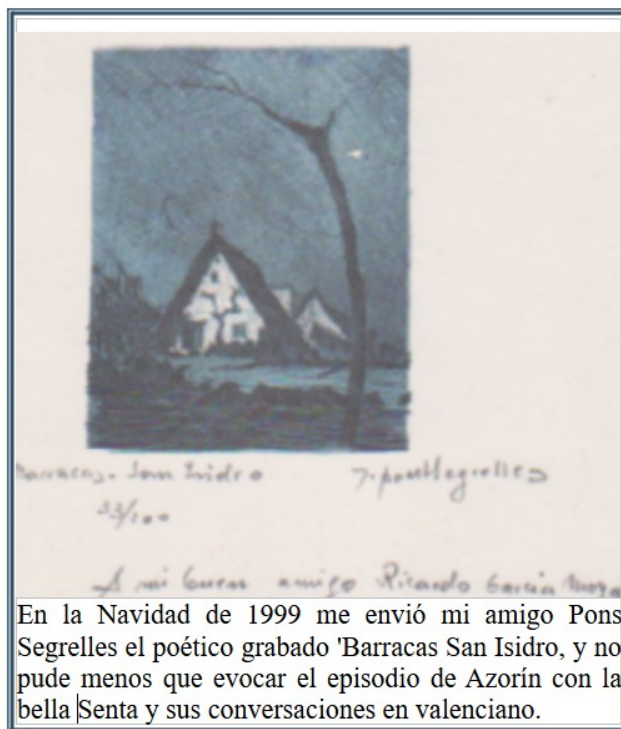 Barracas - San Isidro J. ponsSegrelles
33/100
A mi buen amigo Ricardo García Moya
En la Navidad de 1999 me envió mi amigo Pons
Segrelles el poético grabado 'Barracas San Isidro, y no
pude menos que evocar el episodio de Azorín con la
bella Senta y sus conversaciones en valenciano.